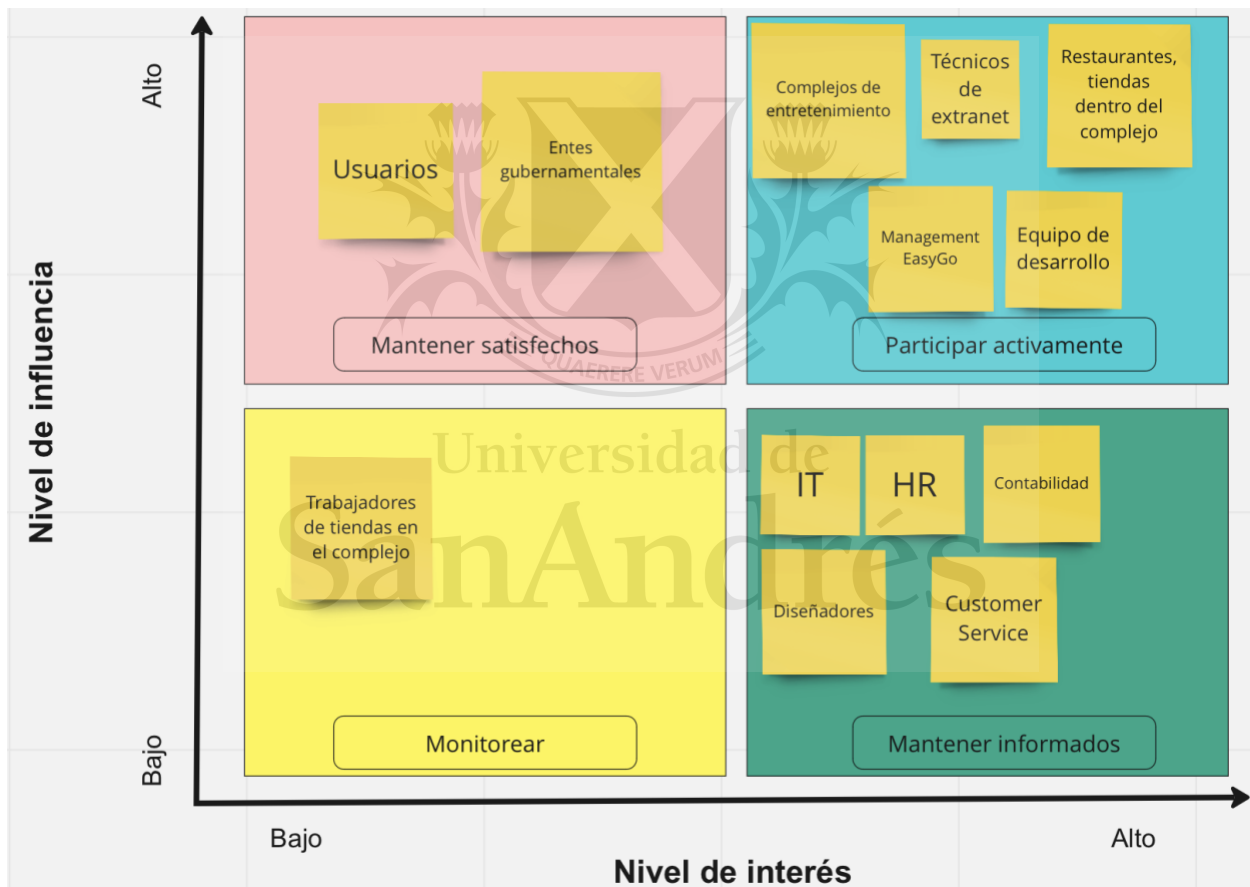 Alto
Nivel de influencia
Bajo
Usuarios
Entes
gubernamentales
Mantener satisfechos
Complejos de
entretenimiento
Técnicos
de
extranet
Restaurantes,
tiendas
dentro del
complejo
Management
EasyGo
Equipo de
desarrollo
Participar activamente
QUAERERE VERUM
Universidad de
SanAndrés
Trabajadores
de tiendas en
el complejo
Monitorear
IT
HR
Contabilidad
Diseñadores
Customer
Service
Mantener informados
Bajo
Alto
Nivel de interés